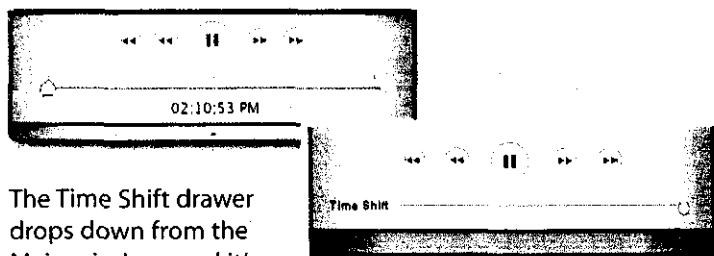 02:10:53 PM
Time Shift
The Time Shift drawer
drops down from the